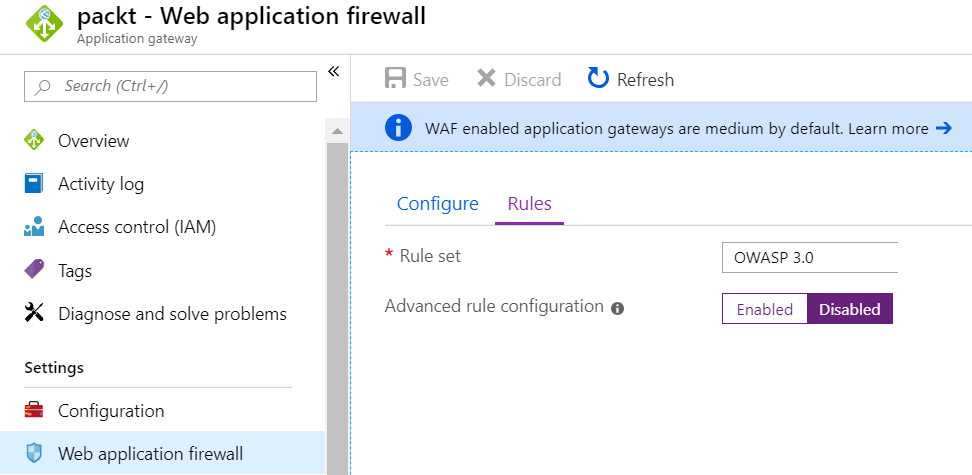 packt - Web application firewall
Application gateway
Search (Ctrl+/)
«
Overview
Activity log
Access control (IAM)
Tags
Diagnose and solve problems
Settings
Configuration
Web application firewall
Save Discard Refresh
WAF enabled application gateways are medium by default. Learn more →
Configure Rules
* Rule set OWASP 3.0
Advanced rule configuration Enabled Disabled